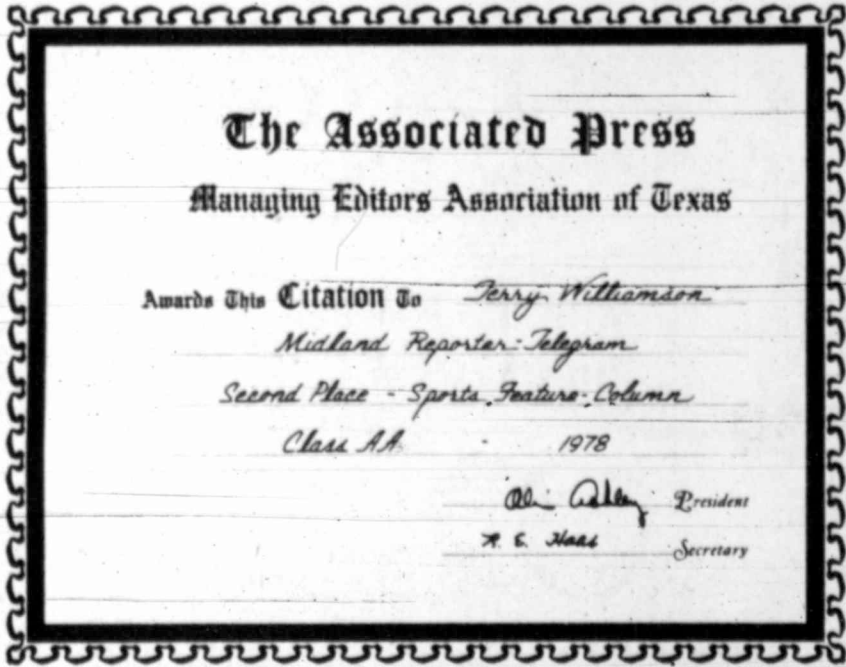 The Associated Press
Managing Editors Association of Texas
Awards This Citation To Terry Williamson
Midland Reporter-Telegram
Second Place - Sports Feature-Column
Class AA - 1978
President
R. E. Haas Secretary